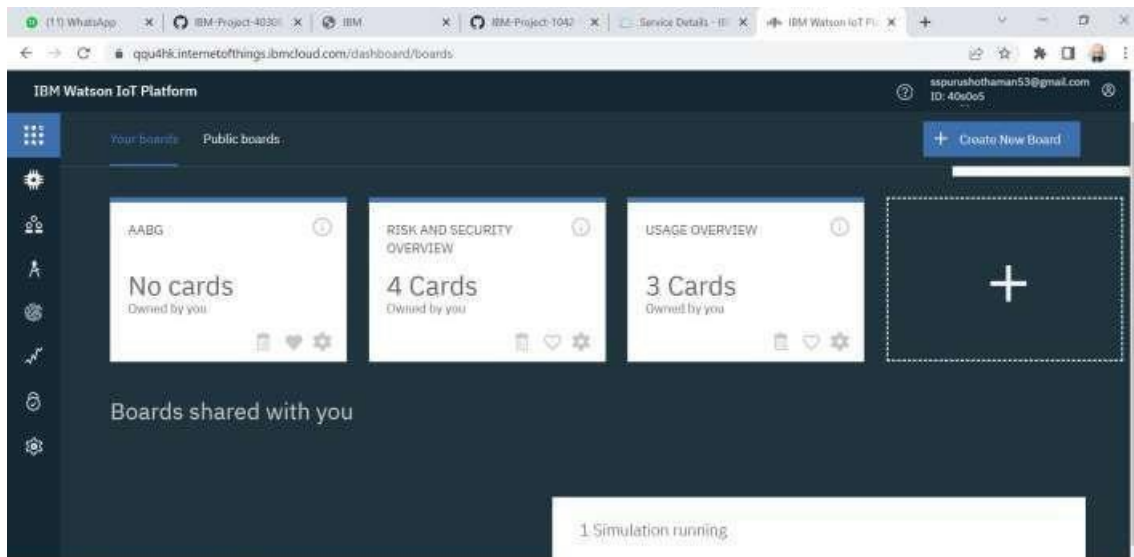 (11) WhatsApp
IBM-Project-4030
IBM
IBM-Project-1042
Service Details - IB
IBM Watson IoT Pl
qqu4hk.internetofthings.ibmcloud.com/dashboard/boards
IBM Watson IoT Platform
sspurushothaman53@gmail.com
ID: 40s0o5
Your boards
Public boards
+ Create New Board
AABG
No cards
Owned by you
RISK AND SECURITY
OVERVIEW
4 Cards
Owned by you
USAGE OVERVIEW
3 Cards
Owned by you
Boards shared with you
1 Simulation running